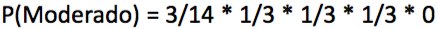 P(Moderado) = 3/14 * 1/3 * 1/3 * 1/3 * 0